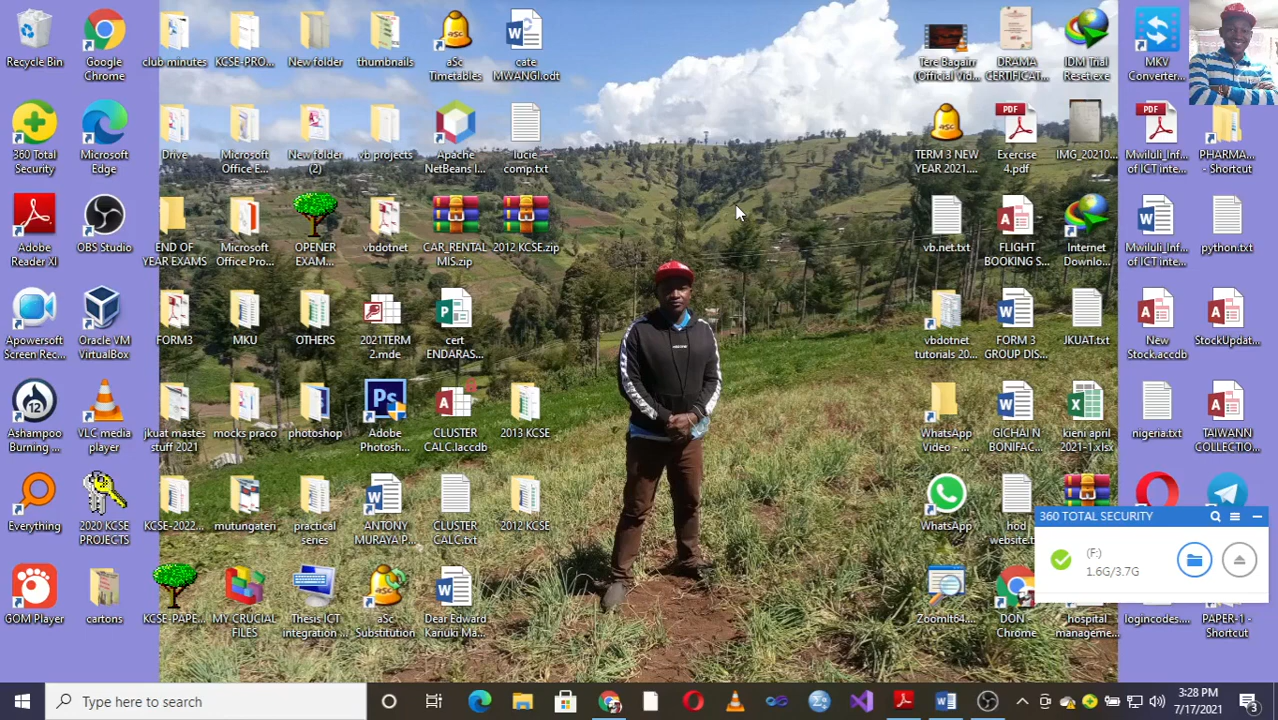 Recycle Bin
Google
Chrome
club minutes
KCSE-PRO...
New folder
thumbnails
aSc
Timetables
cate
MWANGI.odt
Tere Bagairr
(Official Vid...
DRAMA
CERTIFICAT...
IDM Trial
Reset.exe
MKV
Converter...
360 Total
Security
Microsoft
Edge
Drive
Microsoft
Office E...
New folder
(2)
vb projects
Apache
NetBeans I...
lucie
comp.txt
aSc
TERM 3 NEW
YEAR 2021....
PDF
Exercise
4.pdf
IMG_20210...
PDF
Mwiluli_Inf...
of ICT inte...
PHARMA...
- Shortcut
Adobe
Reader XI
OBS Studio
END OF
YEAR EXAMS
Microsoft
Office Pro...
OPENER
EXAM...
vbdotnet
CAR_RENTAL
MIS.zip
2012 KCSE.zip
vb.net.txt
FLIGHT
BOOKING S...
Internet
Downlo...
Mwiluli_Inf...
of ICT inte...
python.txt
Apowersoft
Screen Rec...
Oracle VM
VirtualBox
FORM3
MKU
OTHERS
2021TERM
2.mde
cert
ENDARAS...
vbdotnet
tutorials 20...
FORM 3
GROUP DIS...
JKUAT.txt
New
Stock.accdb
StockUpdat...
12
Ashampoo
Burning ...
VLC media
player
jkuat mastes
stuff 2021
mocks praco
photoshop
Ps
Adobe
Photosh...
CLUSTER
CALC.laccdb
2013 KCSE
WhatsApp
Video - ...
GICHAI N
BONIFAC...
kieni april
2021-1.xlsx
nigeria.txt
TAIWANN
COLLECTIO...
Everything
2020 KCSE
PROJECTS
KCSE-2022...
mutungaten
practical
series
ANTONY
MURAYA P...
CLUSTER
CALC.txt
2012 KCSE
WhatsApp
hod
website.t...
360 TOTAL SECURITY
(F:)
1.6G/3.7G
GOM Player
cartons
KCSE-PAPE...
MY CRUCIAL
FILES
Thesis ICT
integration ...
aSc
Substitution
Dear Edward
Kariuki Ma...
ZoomIt64....
DON -
Chrome
hospital
manageme...
logincodes....
PAPER-1 -
Shortcut
Type here to search
3:28 PM
7/17/2021
3